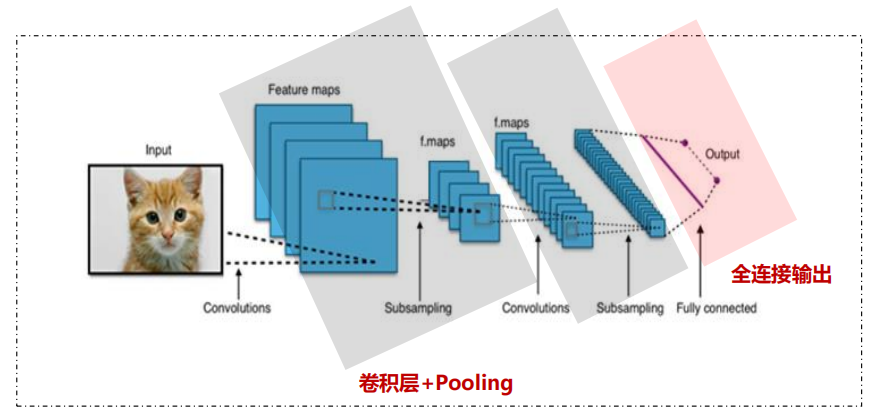 Feature maps
f.maps
f.maps
Input
Output
Convolutions
Subsampling
Convolutions
Subsampling
Fully connected
全连接输出
卷积层+Pooling